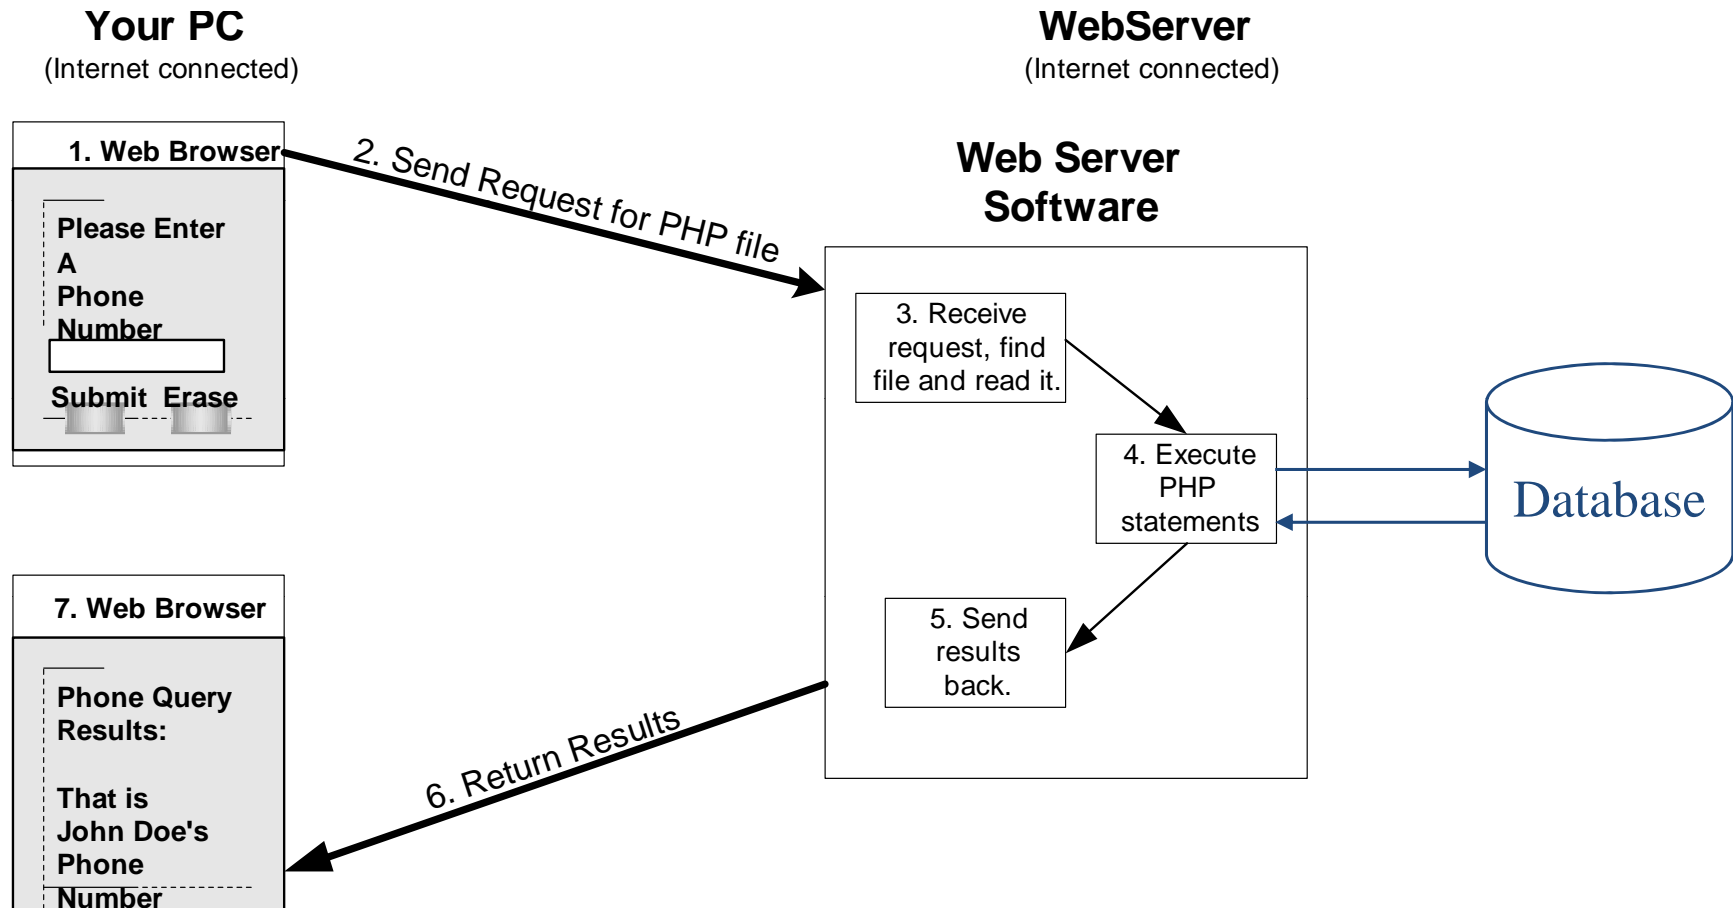 Your PC
(Internet connected)
WebServer
(Internet connected)
1. Web Browser
Please Enter
A
Phone
Number
Submit Erase
2. Send Request for PHP file
Web Server
Software
3. Receive
request, find
file and read it.
4. Execute
PHP
statements
Database
5. Send
results
back.
6. Return Results
7. Web Browser
Phone Query
Results:
That is
John Doe's
Phone
Number